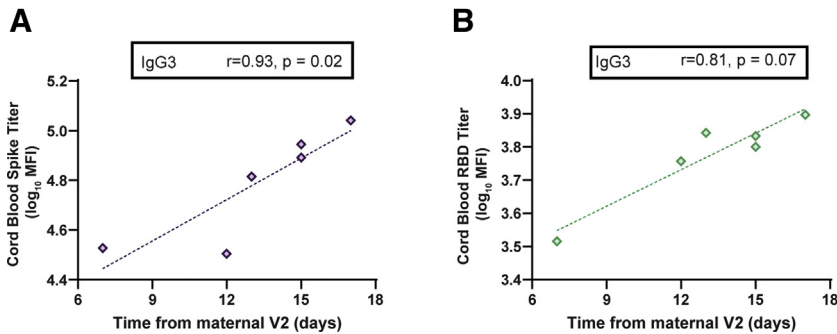 A
IgG3 r=0.93, p = 0.02
Cord Blood Spike Titer
(log10 MFI)
5.2
5.0
4.8
4.6
4.4
6 9 12 15 18
Time from maternal V2 (days)
B
IgG3 r=0.81, p = 0.07
Cord Blood RBD Titer
(log10 MFI)
4.0
3.9
3.8
3.7
3.6
3.5
3.4
6 9 12 15 18
Time from maternal V2 (days)